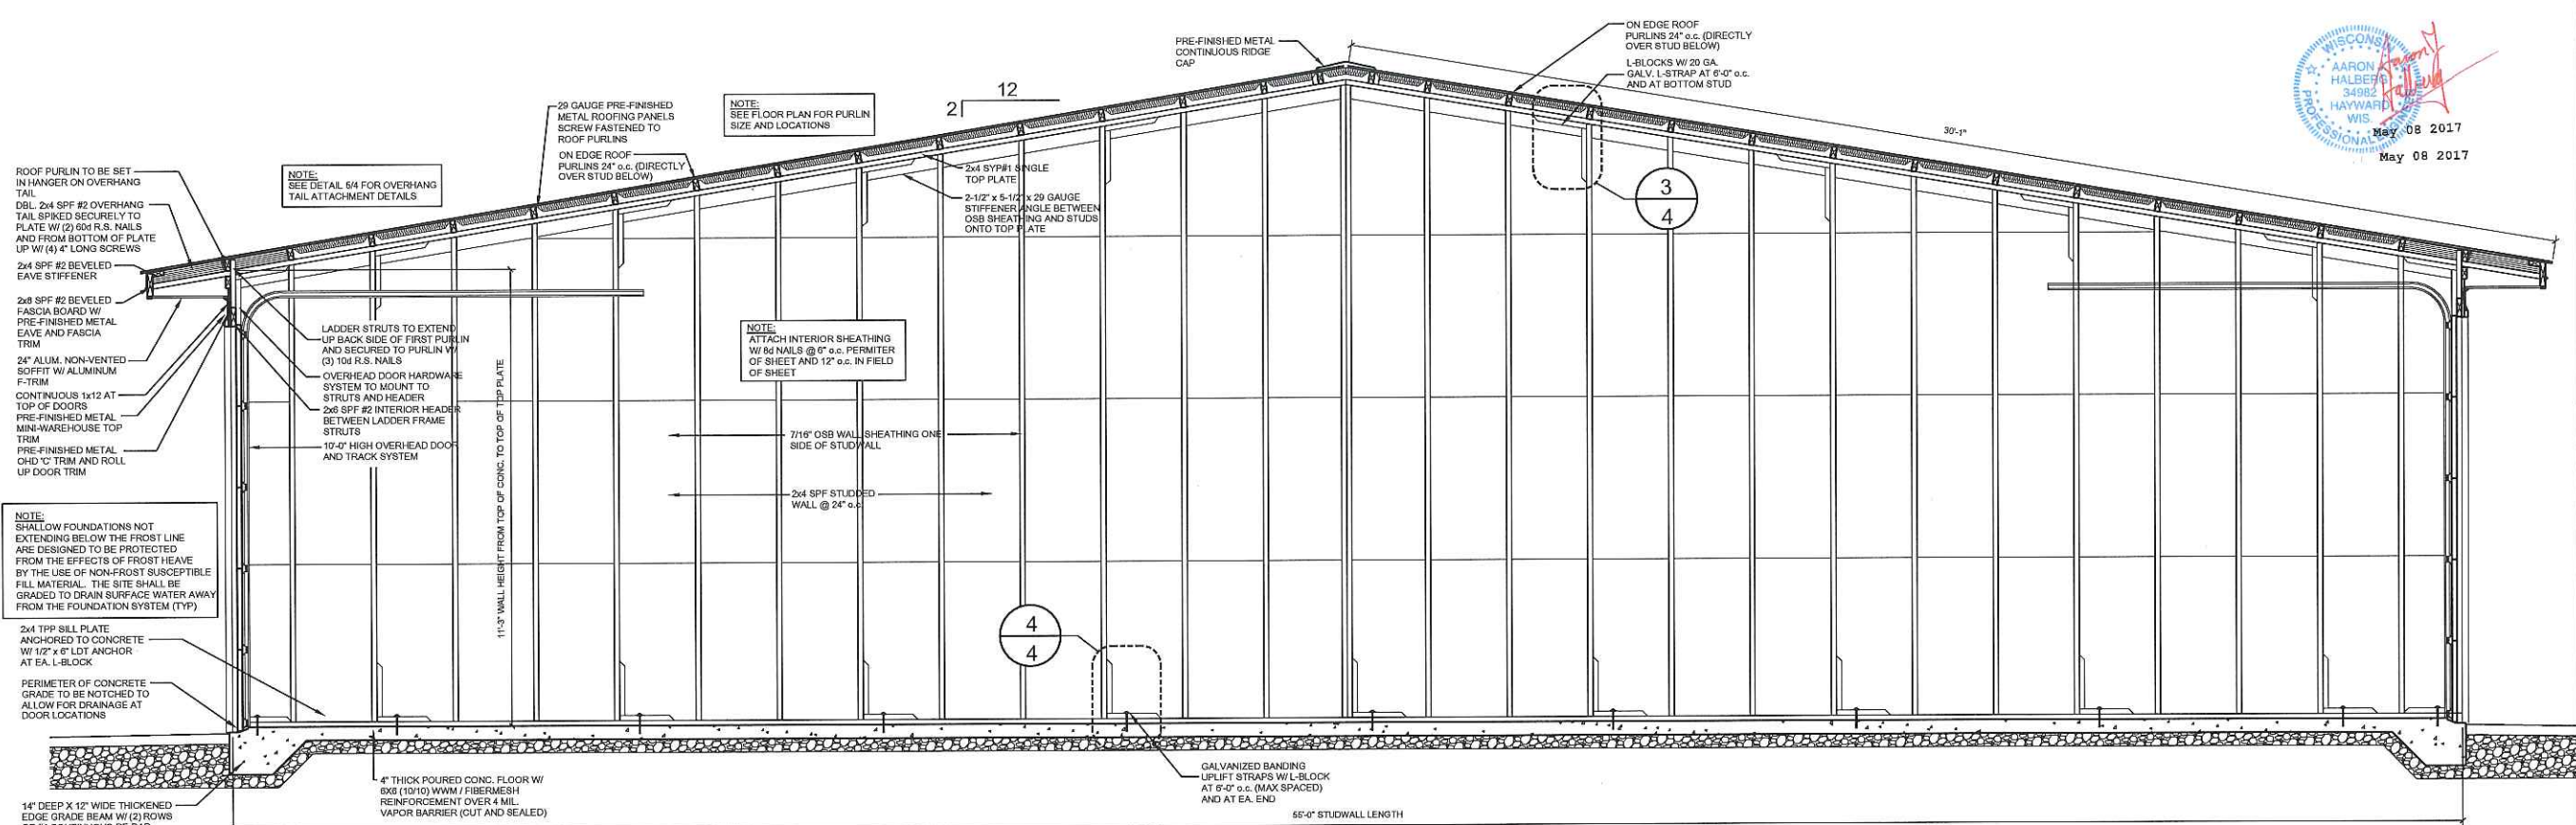 ROOF PURLIN TO BE SET
IN HANGER ON OVERHANG
TAIL
DBL. 2x4 SPF #2 OVERHANG
TAIL SPIKED SECURELY TO
PLATE W/ (2) 60d R.S. NAILS
AND FROM BOTTOM OF PLATE
UP W/ (4) 4" LONG SCREWS
2x4 SPF #2 BEVELED
EAVE STIFFENER
2x8 SPF #2 BEVELED
FASCIA BOARD W/
PRE-FINISHED METAL
EAVE AND FASCIA
TRIM
24" ALUM. NON-VENTED
SOFFIT W/ ALUMINUM
F-TRIM
CONTINUOUS 1x12 AT
TOP OF DOORS
PRE-FINISHED METAL
MINI-WAREHOUSE TOP
TRIM
PRE-FINISHED METAL
OHD "C" TRIM AND ROLL
UP DOOR TRIM
NOTE:
SHALLOW FOUNDATIONS NOT
EXTENDING BELOW THE FROST LINE
ARE DESIGNED TO BE PROTECTED
FROM THE EFFECTS OF FROST HEAVE
BY THE USE OF NON-FROST SUSCEPTIBLE
FILL MATERIAL. THE SITE SHALL BE
GRADED TO DRAIN SURFACE WATER AWAY
FROM THE FOUNDATION SYSTEM (TYP)
2x4 TPP SILL PLATE
ANCHORED TO CONCRETE
W/ 1/2" x 6" LDT ANCHOR
AT EA. L-BLOCK
PERIMETER OF CONCRETE
GRADE TO BE NOTCHED TO
ALLOW FOR DRAINAGE AT
DOOR LOCATIONS
14" DEEP X 12" WIDE THICKENED
EDGE GRADE BEAM W/ (2) ROWS
NOTE:
SEE DETAIL 5/4 FOR OVERHANG
TAIL ATTACHMENT DETAILS
LADDER STRUTS TO EXTEND
UP BACK SIDE OF FIRST PURLIN
AND SECURED TO PURLIN W/
(3) 10d R.S. NAILS
OVERHEAD DOOR HARDWARE
SYSTEM TO MOUNT TO
STRUTS AND HEADER
2x6 SPF #2 INTERIOR HEADER
BETWEEN LADDER FRAME
STRUTS
10'-0" HIGH OVERHEAD DOOR
AND TRACK SYSTEM
11'-3" WALL HEIGHT FROM TOP OF CONC. TO TOP OF TOP PLATE
4" THICK POURED CONC. FLOOR W/
6X6 (10/10) WWM / FIBERMESH
REINFORCEMENT OVER 4 MIL.
VAPOR BARRIER (CUT AND SEALED)
29 GAUGE PRE-FINISHED
METAL ROOFING PANELS
SCREW FASTENED TO
ROOF PURLINS
ON EDGE ROOF
PURLINS 24" o.c. (DIRECTLY
OVER STUD BELOW)
NOTE:
SEE FLOOR PLAN FOR PURLIN
SIZE AND LOCATIONS
12
2
2x4 SYP#1 SINGLE
TOP PLATE
2-1/2" x 5-1/2" x 29 GAUGE
STIFFENER ANGLE BETWEEN
OSB SHEATHING AND STUDS
ONTO TOP PLATE
NOTE:
ATTACH INTERIOR SHEATHING
W/ 8d NAILS @ 6" o.c. PERMITER
OF SHEET AND 12" o.c. IN FIELD
OF SHEET
7/16" OSB WALL SHEATHING ONE
SIDE OF STUDWALL
2x4 SPF STUDDED
WALL @ 24" o.c.
4
4
GALVANIZED BANDING
UPLIFT STRAPS W/ L-BLOCK
AT 6'-0" o.c. (MAX SPACED)
AND AT EA. END
55'-0" STUDWALL LENGTH
PRE-FINISHED METAL
CONTINUOUS RIDGE
CAP
ON EDGE ROOF
PURLINS 24" o.c. (DIRECTLY
OVER STUD BELOW)
L-BLOCKS W/ 20 GA.
GALV. L-STRAP AT 6'-0" o.c.
AND AT BOTTOM STUD
3
4
30'-1"
WISCONSIN
AARON J
HALBERG
34982
HAYWARD
WIS.
PROFESSIONAL ENGINEER
May 08 2017
May 08 2017